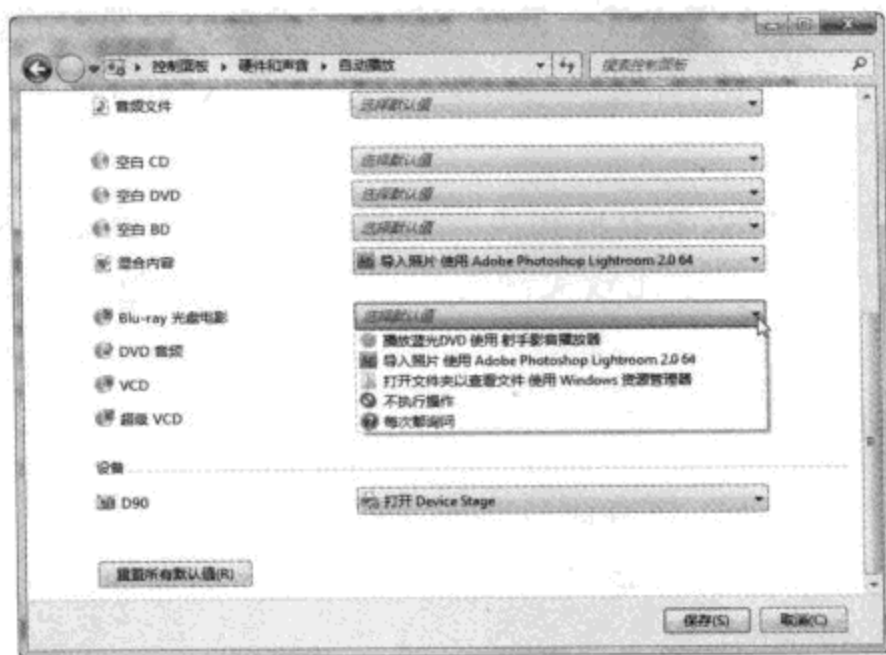 控制面板 ▸ 硬件和声音 ▸ 自动播放
搜索控制面板
音频文件 选择默认值
空白 CD 选择默认值
空白 DVD 选择默认值
空白 BD 选择默认值
混合内容 导入照片 使用 Adobe Photoshop Lightroom 2.0 64
Blu-ray 光盘电影 选择默认值
播放蓝光DVD 使用 射手影音播放器
DVD 音频 导入照片 使用 Adobe Photoshop Lightroom 2.0 64
VCD 打开文件夹以查看文件 使用 Windows 资源管理器
不执行操作
超级 VCD 每次都询问
设备
D90 打开 Device Stage
重置所有默认值(R)
保存(S) 取消(C)